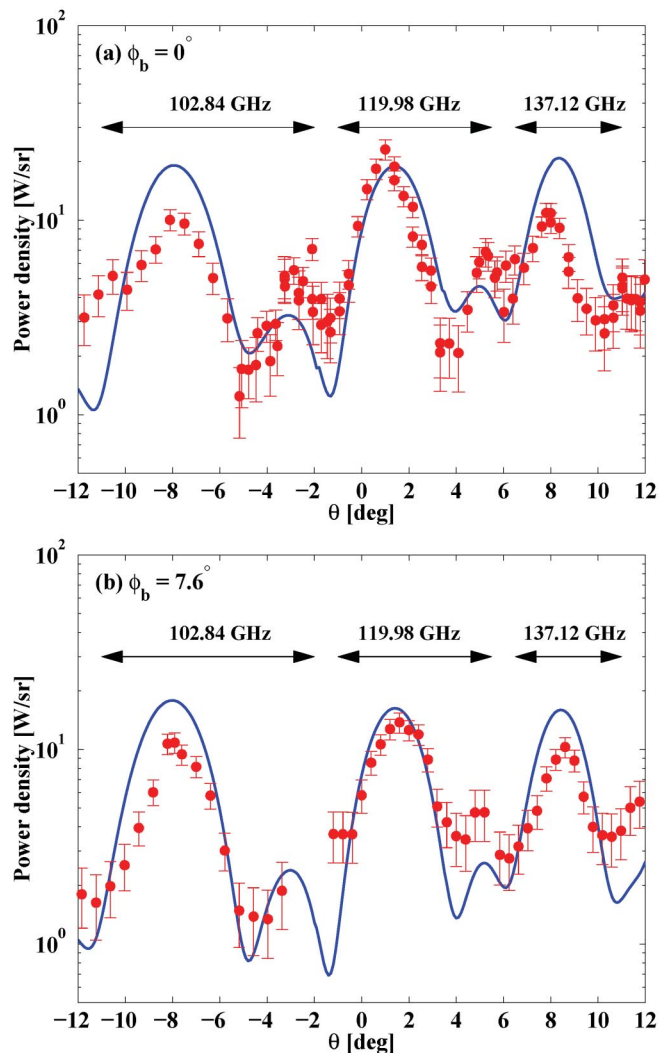 10²
(a) ϕ_b = 0°
102.84 GHz 119.98 GHz 137.12 GHz
10¹
Power density [W/sr]
10⁰
−12 −10 −8 −6 −4 −2 0 2 4 6 8 10 12
θ [deg]
10²
(b) ϕ_b = 7.6°
102.84 GHz 119.98 GHz 137.12 GHz
10¹
Power density [W/sr]
10⁰
−12 −10 −8 −6 −4 −2 0 2 4 6 8 10 12
θ [deg]